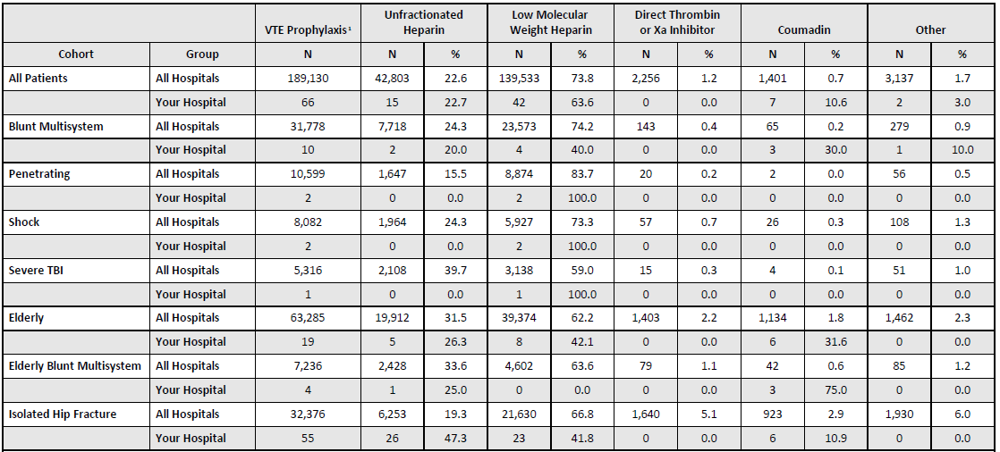 VTE Prophylaxis¹ Unfractionated Heparin Low Molecular Weight Heparin Direct Thrombin or Xa Inhibitor Coumadin Other
Cohort Group N N % N % N % N % N %
All Patients All Hospitals 189,130 42,803 22.6 139,533 73.8 2,256 1.2 1,401 0.7 3,137 1.7
Your Hospital 66 15 22.7 42 63.6 0 0.0 7 10.6 2 3.0
Blunt Multisystem All Hospitals 31,778 7,718 24.3 23,573 74.2 143 0.4 65 0.2 279 0.9
Your Hospital 10 2 20.0 4 40.0 0 0.0 3 30.0 1 10.0
Penetrating All Hospitals 10,599 1,647 15.5 8,874 83.7 20 0.2 2 0.0 56 0.5
Your Hospital 2 0 0.0 2 100.0 0 0.0 0 0.0 0 0.0
Shock All Hospitals 8,082 1,964 24.3 5,927 73.3 57 0.7 26 0.3 108 1.3
Your Hospital 2 0 0.0 2 100.0 0 0.0 0 0.0 0 0.0
Severe TBI All Hospitals 5,316 2,108 39.7 3,138 59.0 15 0.3 4 0.1 51 1.0
Your Hospital 1 0 0.0 1 100.0 0 0.0 0 0.0 0 0.0
Elderly All Hospitals 63,285 19,912 31.5 39,374 62.2 1,403 2.2 1,134 1.8 1,462 2.3
Your Hospital 19 5 26.3 8 42.1 0 0.0 6 31.6 0 0.0
Elderly Blunt Multisystem All Hospitals 7,236 2,428 33.6 4,602 63.6 79 1.1 42 0.6 85 1.2
Your Hospital 4 1 25.0 0 0.0 0 0.0 3 75.0 0 0.0
Isolated Hip Fracture All Hospitals 32,376 6,253 19.3 21,630 66.8 1,640 5.1 923 2.9 1,930 6.0
Your Hospital 55 26 47.3 23 41.8 0 0.0 6 10.9 0 0.0